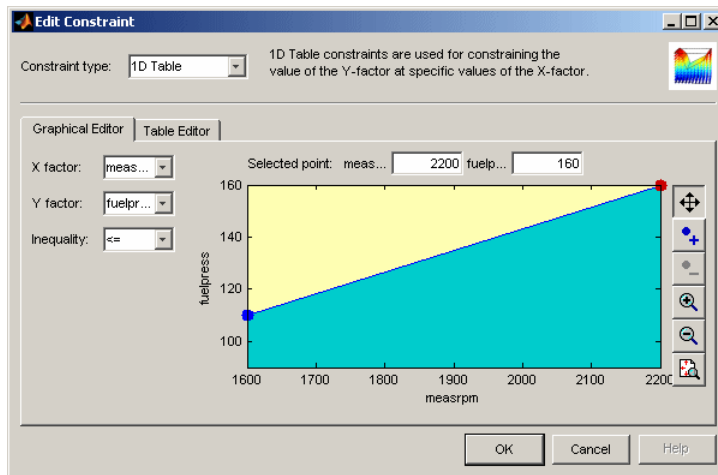 Edit Constraint
Constraint type: 1D Table
1D Table constraints are used for constraining the
value of the Y-factor at specific values of the X-factor.
Graphical Editor Table Editor
X factor: meas...
Y factor: fuelpr...
Inequality: <=
Selected point: meas... 2200 fuelp... 160
160
140
120
100
fuelpress
1600 1700 1800 1900 2000 2100 2200
measrpm
OK Cancel Help